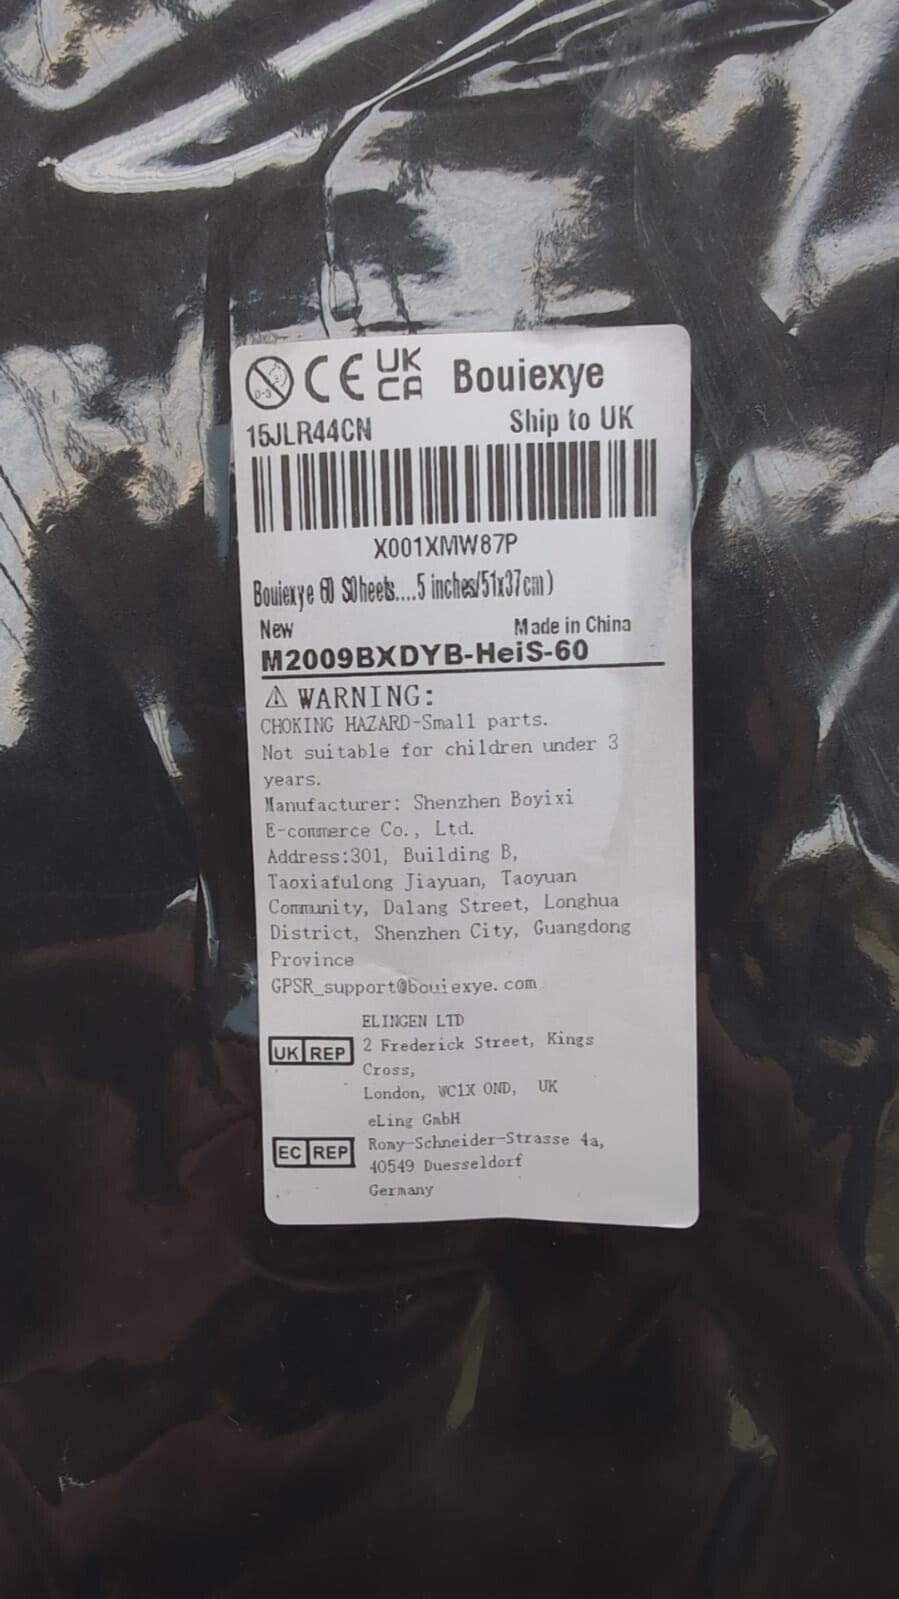 0-3
CE
UK
CA
Bouiexye
15JLR44CN
Ship to UK
X001XMW87P
Bouiexye 60 S0heets....5 inches/51x37cm)
New
Made in China
M2009BXDYB-HeiS-60
⚠ WARNING:
CHOKING HAZARD-Small parts.
Not suitable for children under 3
years.
Manufacturer: Shenzhen Boyixi
E-commerce Co., Ltd.
Address:301, Building B,
Taoxiafulong Jiayuan, Taoyuan
Community, Dalang Street, Longhua
District, Shenzhen City, Guangdong
Province
GPSR_support@bouiexye.com
ELINGEN LTD
UK REP
2 Frederick Street, Kings
Cross,
London, WC1X 0ND, UK
eLing GmbH
EC REP
Romy-Schneider-Strasse 4a,
40549 Duesseldorf
Germany